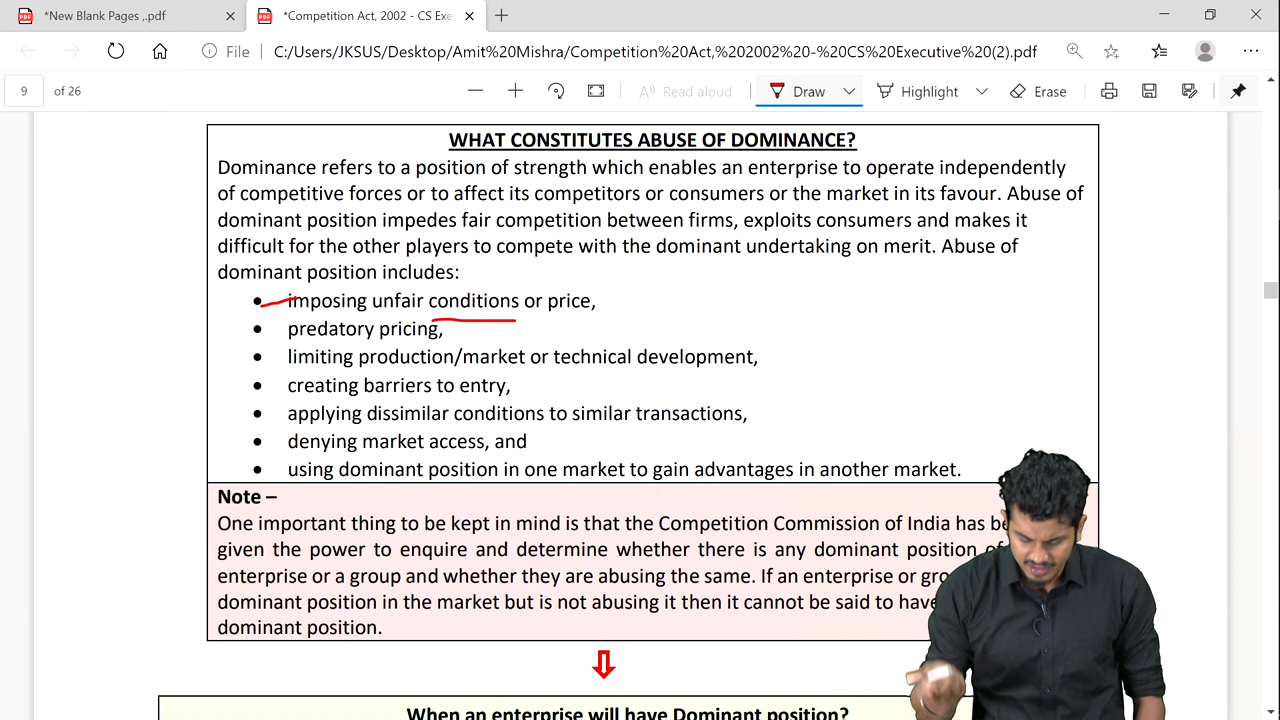 *New Blank Pages ,.pdf
*Competition Act, 2002 - CS Exe
File
C:/Users/JKSUS/Desktop/Amit%20Mishra/Competition%20Act,%202002%20-%20CS%20Executive%20(2).pdf
9 of 26
Read aloud
Draw
Highlight
Erase
WHAT CONSTITUTES ABUSE OF DOMINANCE?
Dominance refers to a position of strength which enables an enterprise to operate independently
of competitive forces or to affect its competitors or consumers or the market in its favour. Abuse of
dominant position impedes fair competition between firms, exploits consumers and makes it
difficult for the other players to compete with the dominant undertaking on merit. Abuse of
dominant position includes:
• imposing unfair conditions or price,
• predatory pricing,
• limiting production/market or technical development,
• creating barriers to entry,
• applying dissimilar conditions to similar transactions,
• denying market access, and
• using dominant position in one market to gain advantages in another market.
Note –
One important thing to be kept in mind is that the Competition Commission of India has
given the power to enquire and determine whether there is any dominant position
enterprise or a group and whether they are abusing the same. If an enterprise or
dominant position in the market but is not abusing it then it cannot be said to have
dominant position.
When an enterprise will have Dominant position?